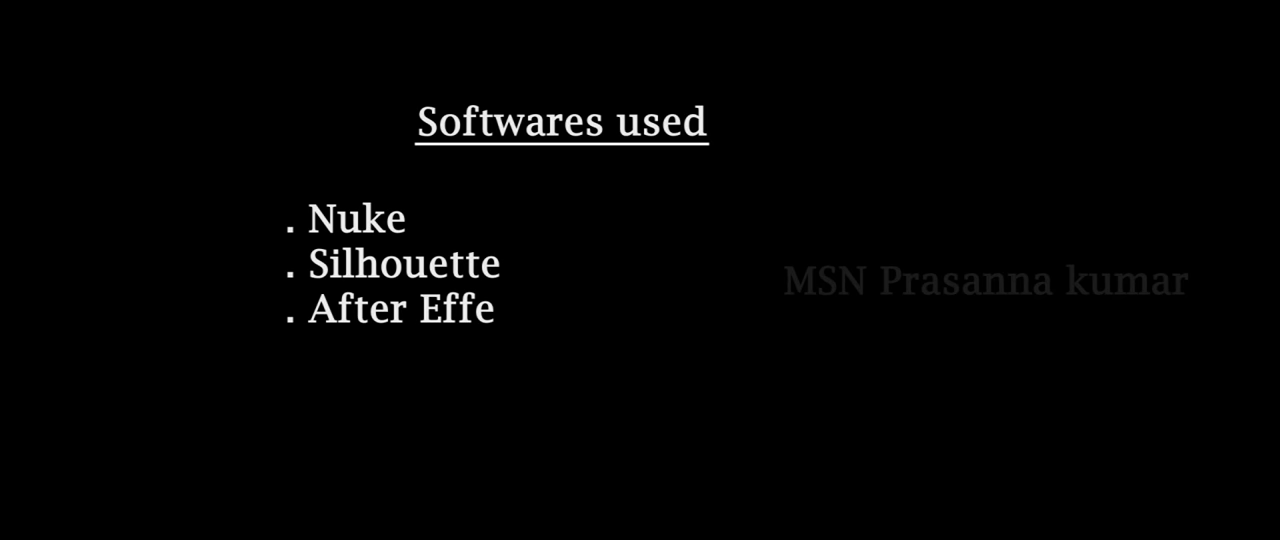 Softwares used
. Nuke
. Silhouette
. After Effe
MSN Prasanna kumar